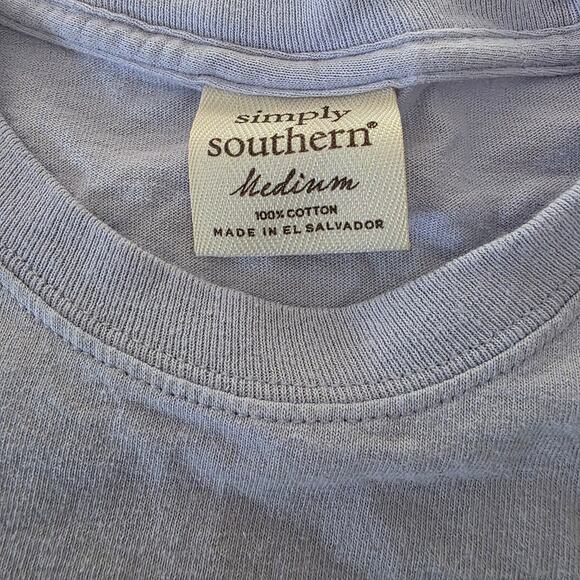 simply
southern®
Medium
100% COTTON
MADE IN EL SALVADOR